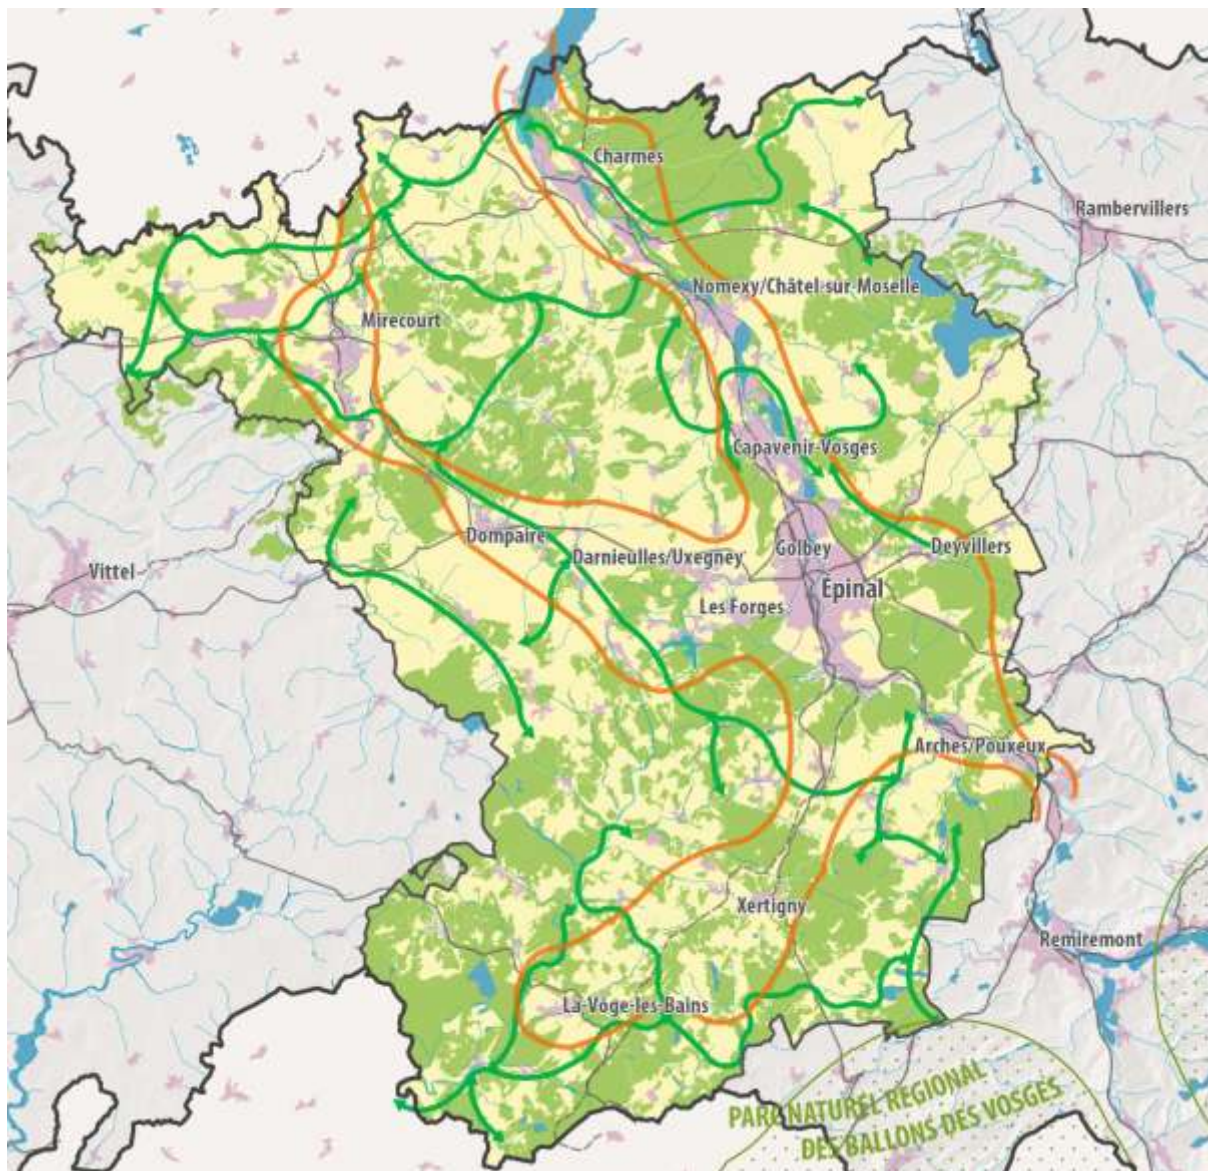 Charmes
Rambervillers
Nomexy/Châtel-sur-Moselle
Mirecourt
Capavenir-Vosges
Dompaire
Golbey
Deyvillers
Darnieulles/Uxegney
Vittel
Épinal
Les Forges
Arches/Pouxeux
Xertigny
Remiremont
La-Voge-les-Bains
PARC NATUREL RÉGIONAL
DES BALLONS DES VOSGES